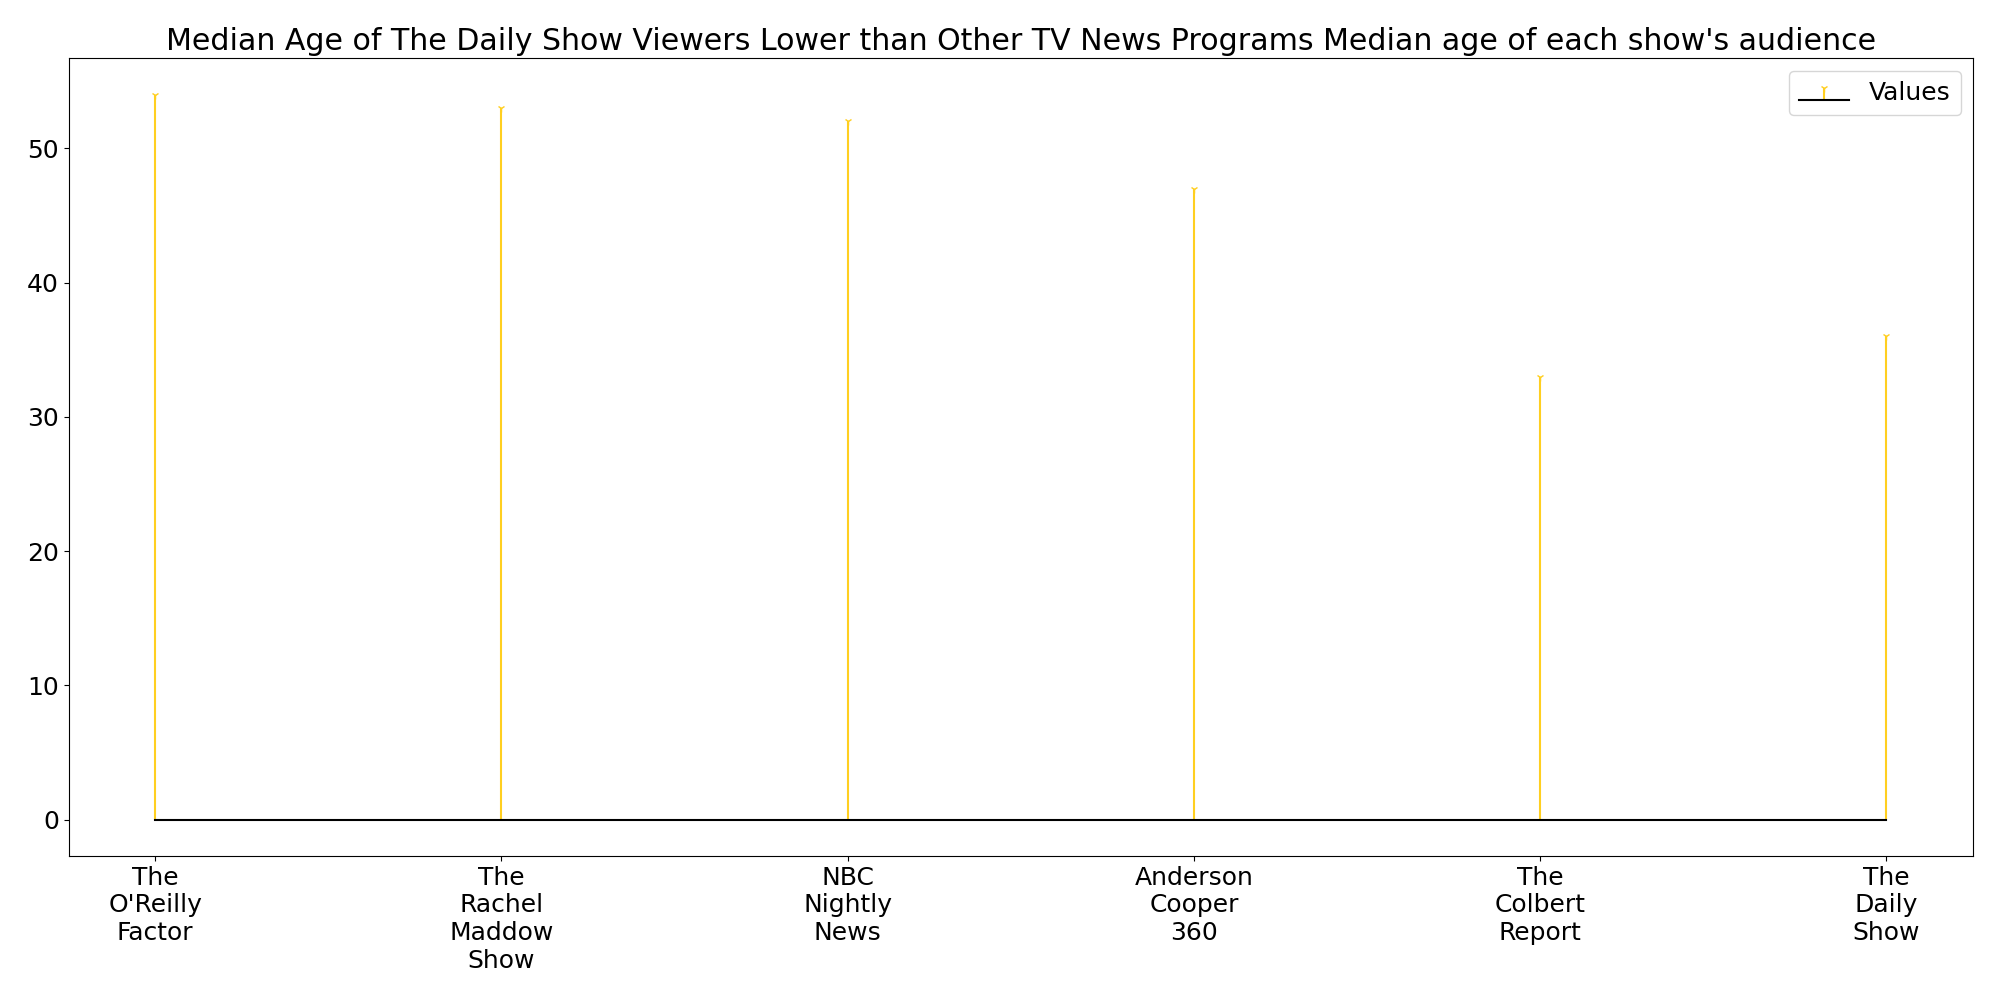 Median Age of The Daily Show Viewers Lower than Other TV News Programs Median age of each show's audience
Values
50
40
30
20
10
0
The
O'Reilly
Factor
The
Rachel
Maddow
Show
NBC
Nightly
News
Anderson
Cooper
360
The
Colbert
Report
The
Daily
Show